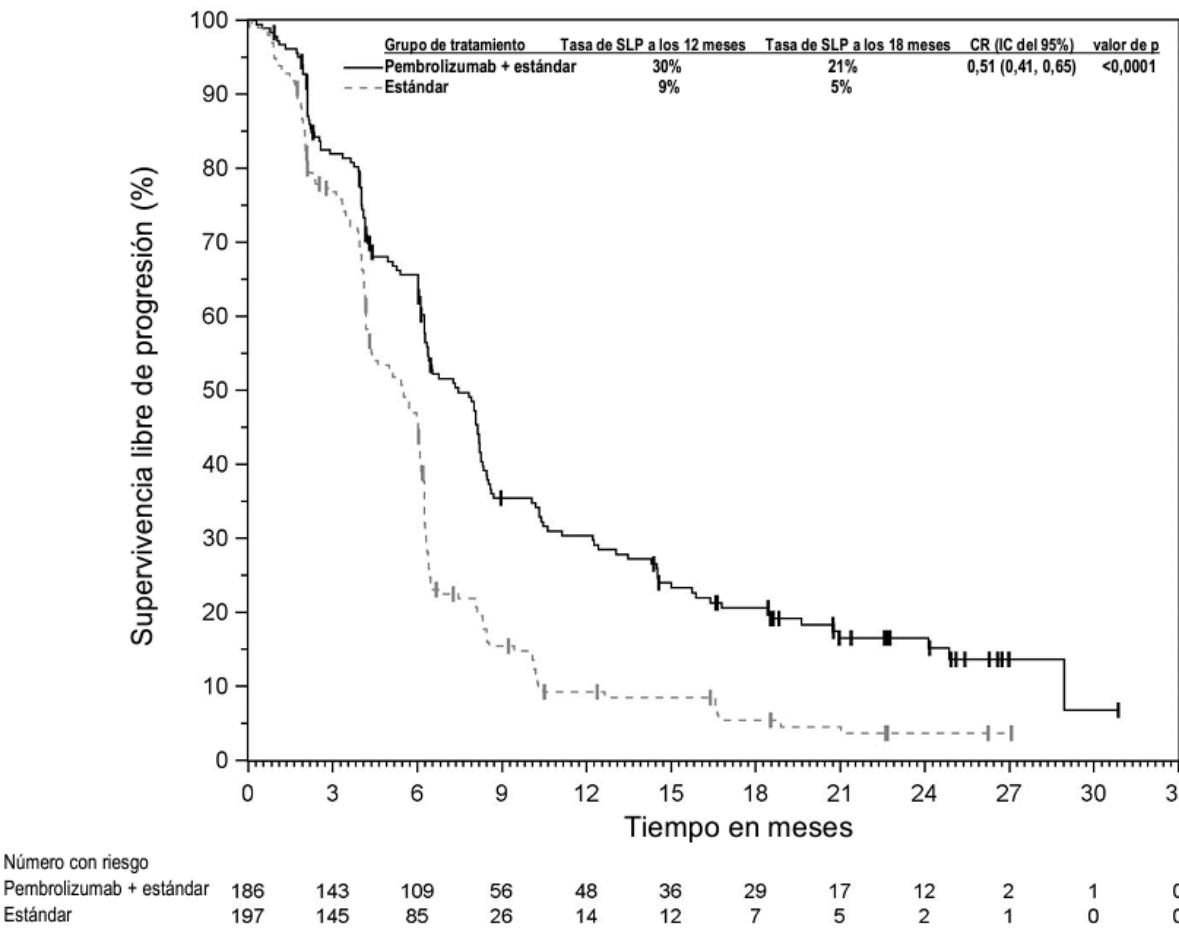 Grupo de tratamiento Tasa de SLP a los 12 meses Tasa de SLP a los 18 meses CR (IC del 95%) valor de p
Pembrolizumab + estándar 30% 21% 0,51 (0,41, 0,65) <0,0001
Estándar 9% 5%
Supervivencia libre de progresión (%)
100
90
80
70
60
50
40
30
20
10
0
0 3 6 9 12 15 18 21 24 27 30 3
Tiempo en meses
Número con riesgo
Pembrolizumab + estándar 186 143 109 56 48 36 29 17 12 2 1 0
Estándar 197 145 85 26 14 12 7 5 2 1 0 0